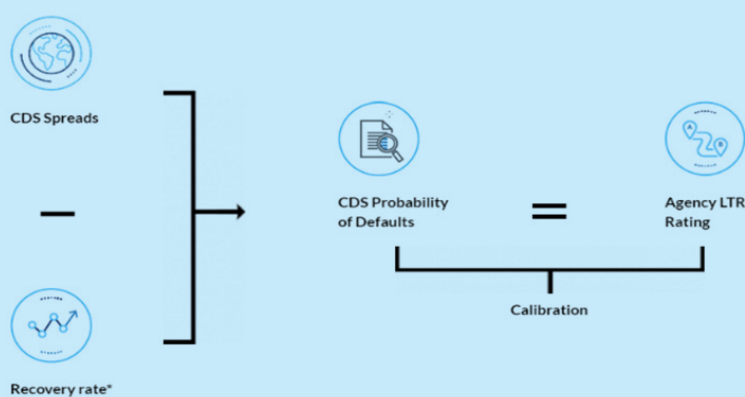 CDS Spreads
Recovery rate*
CDS Probability
of Defaults
Agency LTR
Rating
Calibration